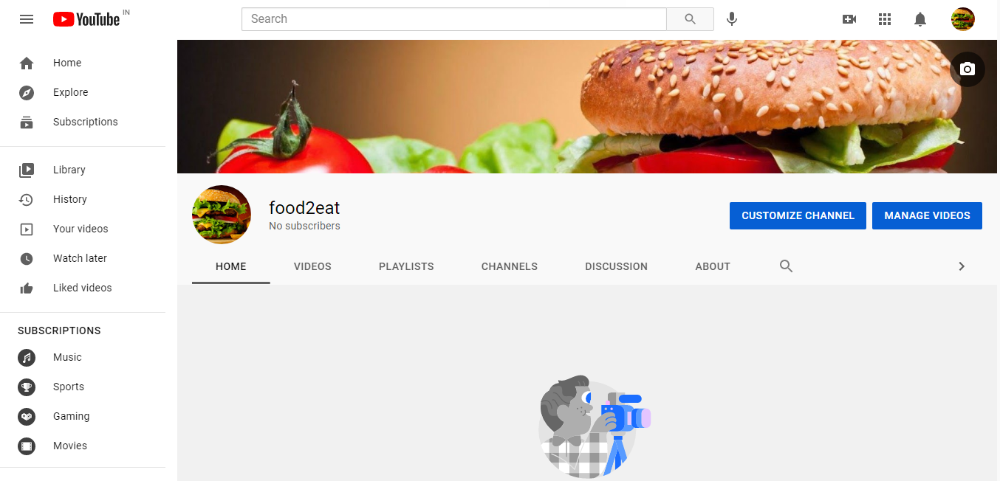 YouTube IN
Search
Home
Explore
Subscriptions
Library
History
Your videos
Watch later
Liked videos
SUBSCRIPTIONS
Music
Sports
Gaming
Movies
food2eat
No subscribers
CUSTOMIZE CHANNEL
MANAGE VIDEOS
HOME
VIDEOS
PLAYLISTS
CHANNELS
DISCUSSION
ABOUT